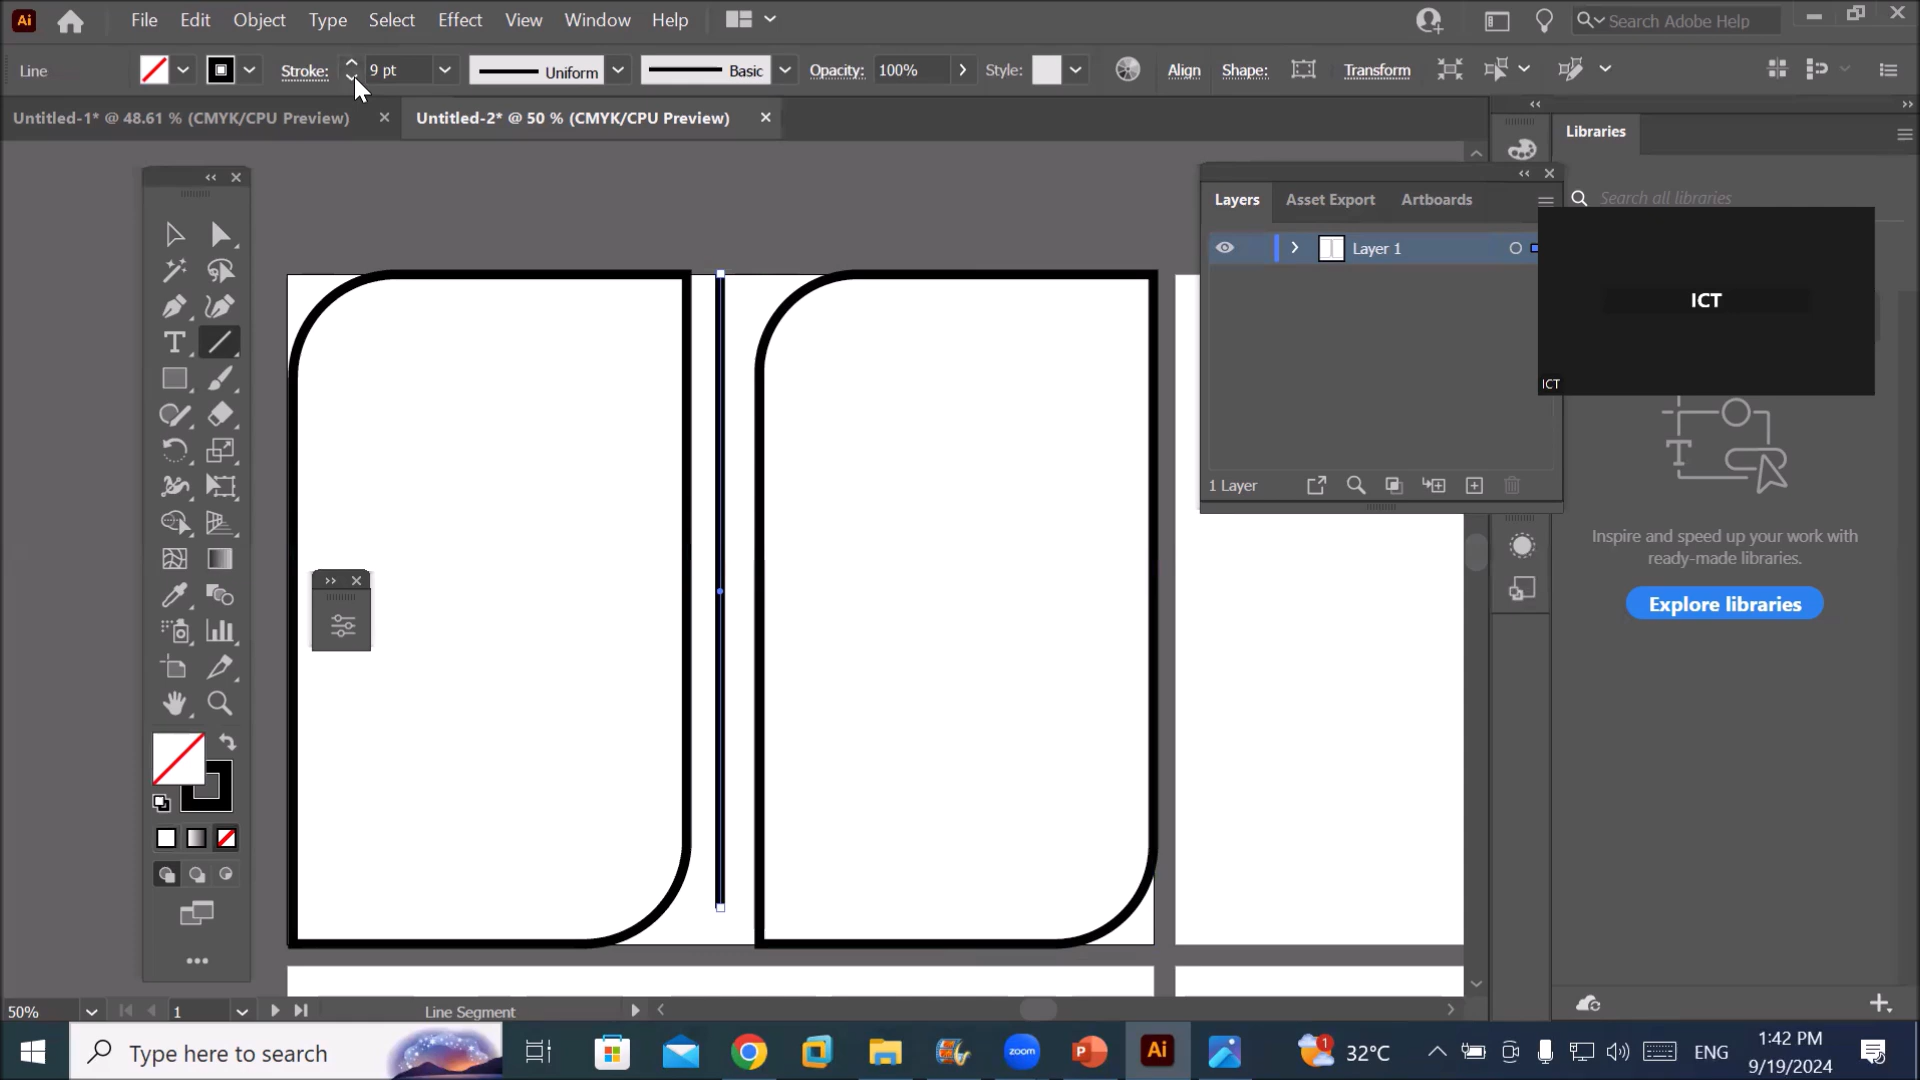 Ai File Edit Object Type Select Effect View Window Help Search Adobe Help
Line Stroke: 9 pt Uniform Basic Opacity: 100% Style: Align Shape: Transform
Untitled-1* @ 48.61 % (CMYK/CPU Preview) Untitled-2* @ 50 % (CMYK/CPU Preview)
Libraries
Layers Asset Export Artboards
Search all libraries
Layer 1
ICT
ICT
1 Layer
Inspire and speed up your work with
ready-made libraries.
Explore libraries
50% 1 Line Segment
Type here to search
zoom
P
Ai
1
32°C
ENG
1:42 PM
9/19/2024